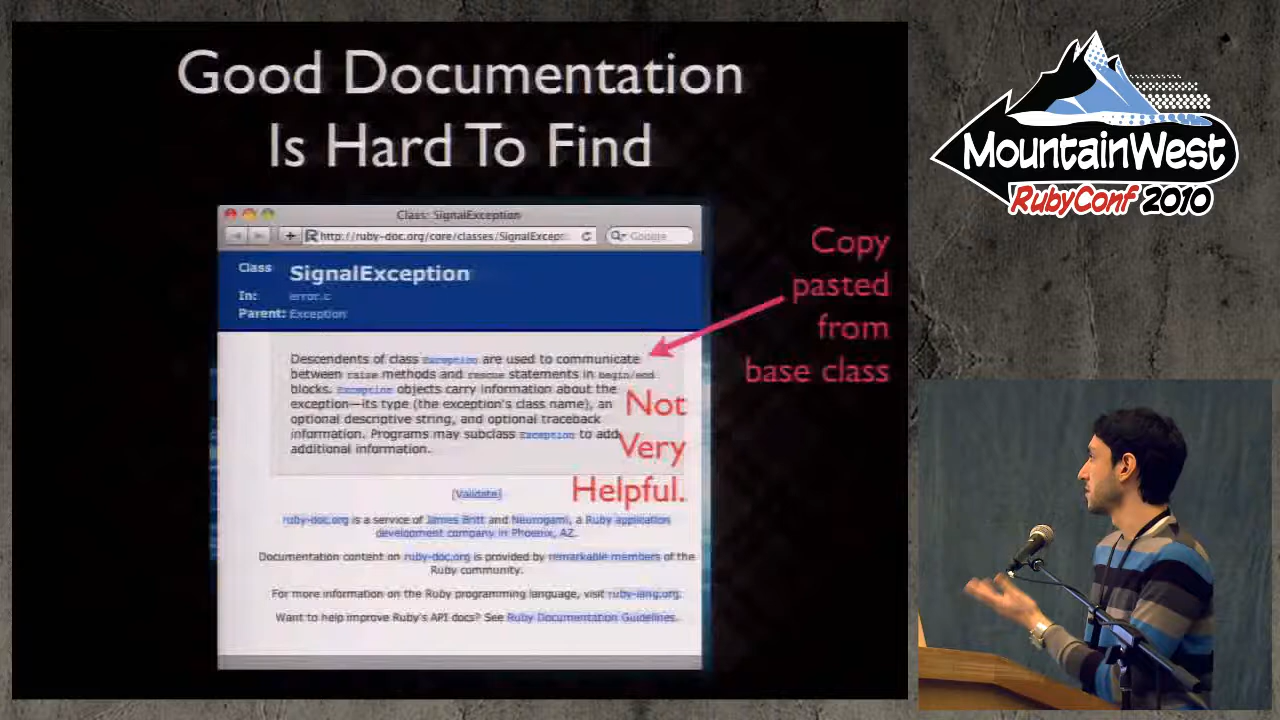 Good Documentation
Is Hard To Find
Class: SignalException
http://ruby-doc.org/core/classes/SignalExcept
Google
Class SignalException
In: error.c
Parent: Exception
Copy
pasted
from
base class
Descendents of class Exception are used to communicate
between raise methods and rescue statements in begin/end
blocks. Exception objects carry information about the
exception—its type (the exception's class name), an
optional descriptive string, and optional traceback
information. Programs may subclass Exception to add
additional information.
Not
Very
Helpful.
[Validate]
ruby-doc.org is a service of James Britt and Neurogami, a Ruby application
development company in Phoenix, AZ.
Documentation content on ruby-doc.org is provided by remarkable members of the
Ruby community.
For more information on the Ruby programming language, visit ruby-lang.org.
Want to help improve Ruby's API docs? See Ruby Documentation Guidelines.
MountainWest
RubyConf 2010